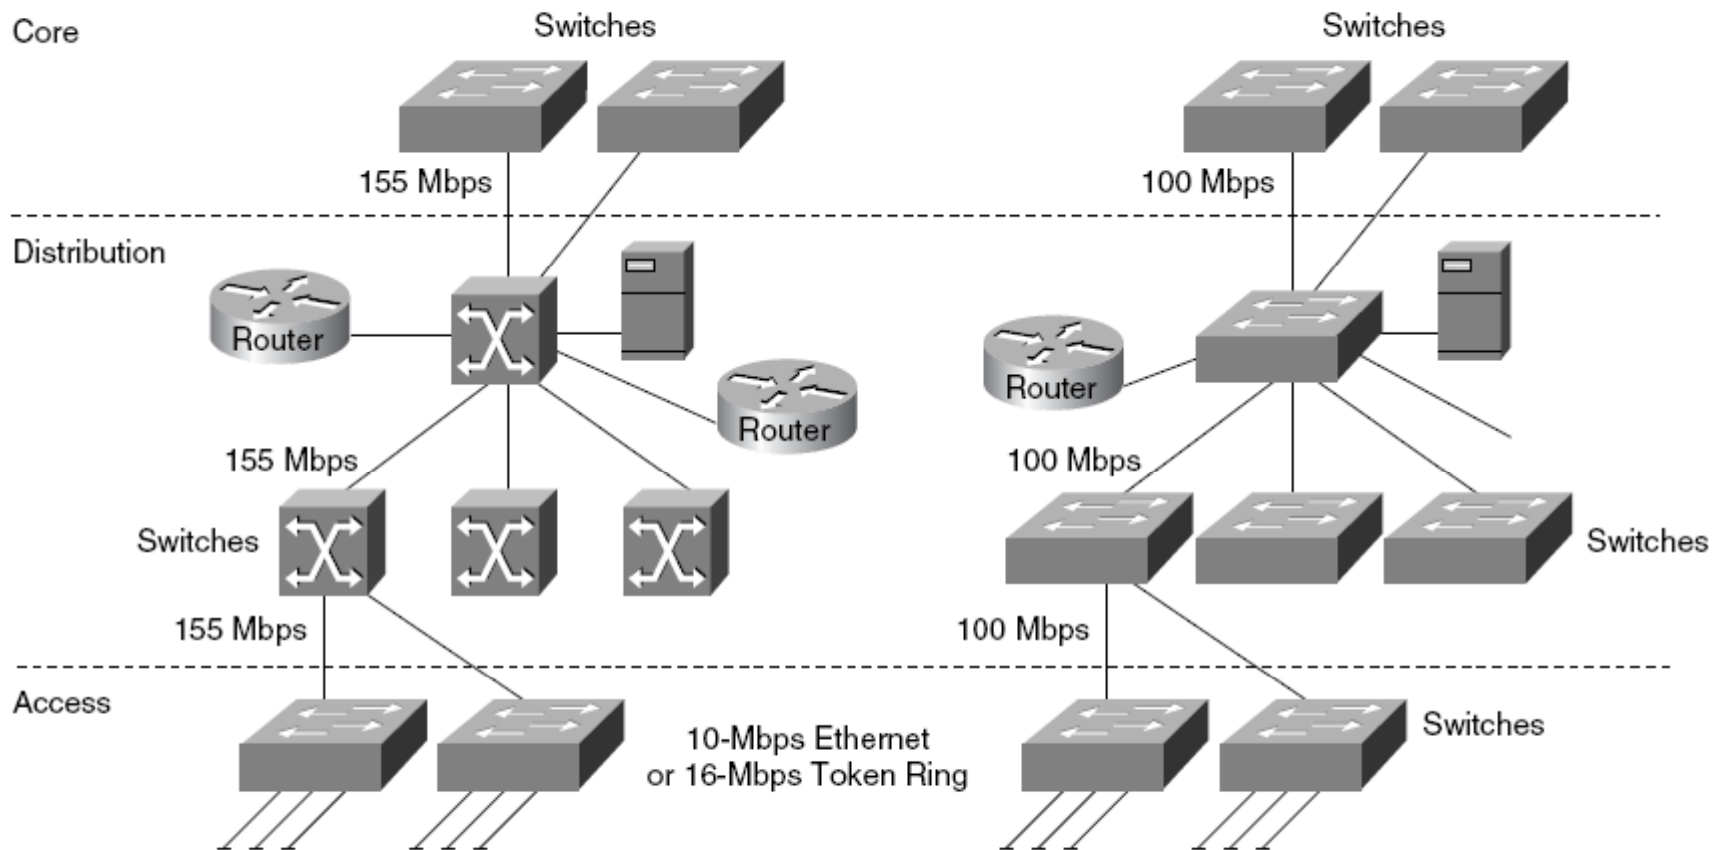 Core
Switches
Switches
155 Mbps
100 Mbps
Distribution
Router
Router
Router
155 Mbps
100 Mbps
Switches
Switches
155 Mbps
100 Mbps
Access
Switches
10-Mbps Ethernet
or 16-Mbps Token Ring